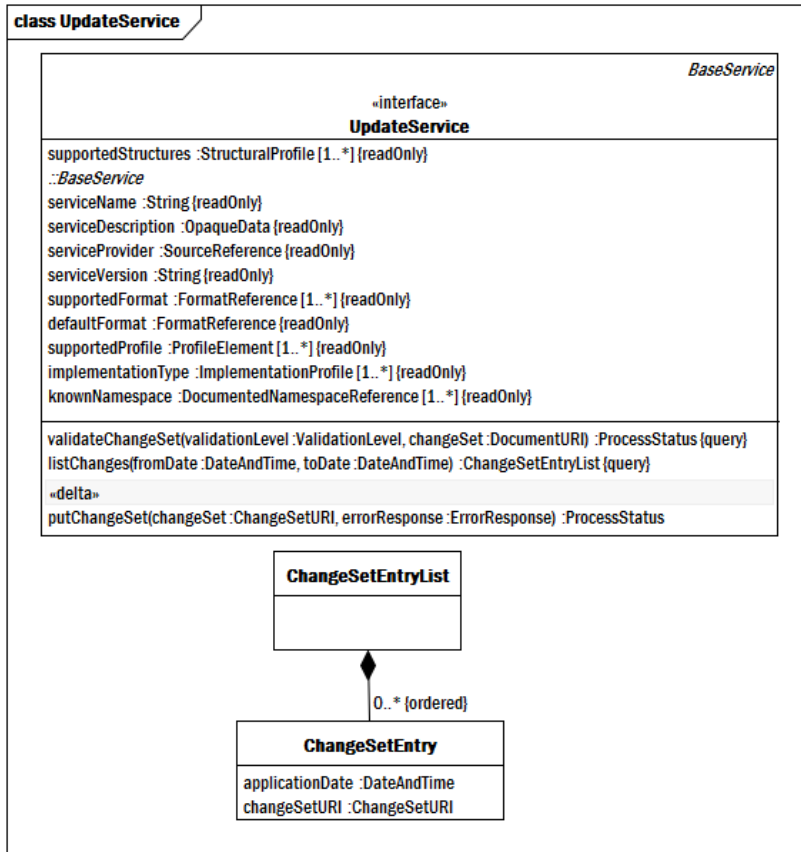 class UpdateService
BaseService
«interface»
UpdateService
supportedStructures :StructuralProfile [1..*] {readOnly}
::BaseService
serviceName :String {readOnly}
serviceDescription :OpaqueData {readOnly}
serviceProvider :SourceReference {readOnly}
serviceVersion :String {readOnly}
supportedFormat :FormatReference [1..*] {readOnly}
defaultFormat :FormatReference {readOnly}
supportedProfile :ProfileElement [1..*] {readOnly}
implementationType :ImplementationProfile [1..*] {readOnly}
knownNamespace :DocumentedNamespaceReference [1..*] {readOnly}
validateChangeSet(validationLevel :ValidationLevel, changeSet :DocumentURI) :ProcessStatus {query}
listChanges(fromDate :DateAndTime, toDate :DateAndTime) :ChangeSetEntryList {query}
«delta»
putChangeSet(changeSet :ChangeSetURI, errorResponse :ErrorResponse) :ProcessStatus
ChangeSetEntryList
0..* {ordered}
ChangeSetEntry
applicationDate :DateAndTime
changeSetURI :ChangeSetURI